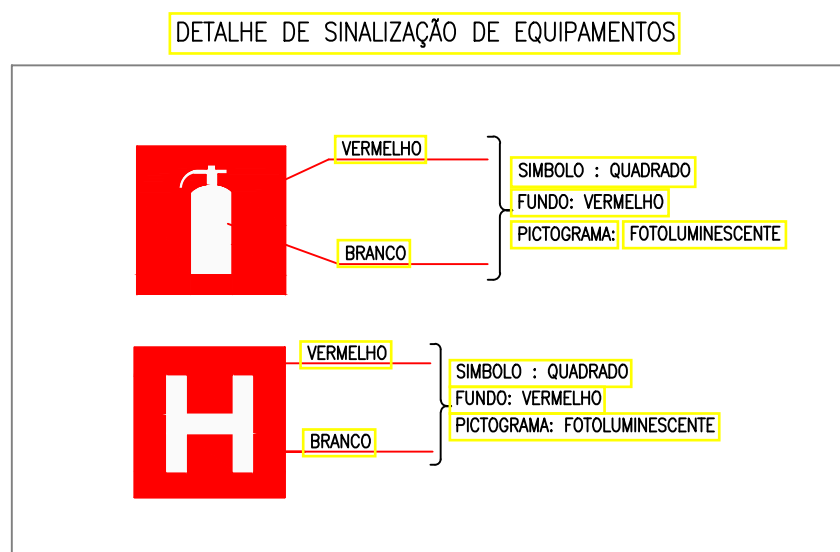 DETALHE DE SINALIZAÇÃO DE EQUIPAMENTOS
VERMELHO
BRANCO
SIMBOLO : QUADRADO
FUNDO: VERMELHO
PICTOGRAMA: FOTOLUMINESCENTE
H
VERMELHO
BRANCO
SIMBOLO : QUADRADO
FUNDO: VERMELHO
PICTOGRAMA: FOTOLUMINESCENTE